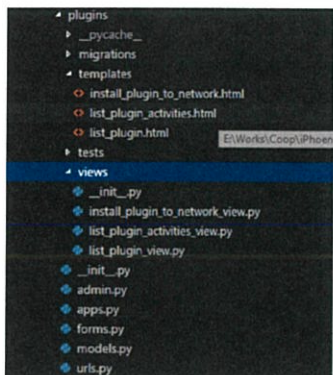 plugins
__pycache__
migrations
templates
install_plugin_to_network.html
list_plugin_activities.html
list_plugin.html
E:\Works\Coop\iPhoen
tests
views
__init__.py
install_plugin_to_network_view.py
list_plugin_activities_view.py
list_plugin_view.py
__init__.py
admin.py
apps.py
forms.py
models.py
urls.py